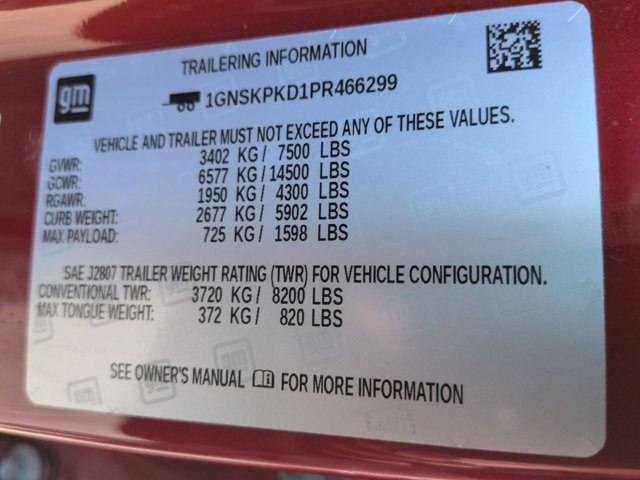 gm
TRAILERING INFORMATION
1GNSKPKD1PR466299
VEHICLE AND TRAILER MUST NOT EXCEED ANY OF THESE VALUES.
GVWR: 3402 KG / 7500 LBS
GCWR: 6577 KG / 14500 LBS
RGAWR: 1950 KG / 4300 LBS
CURB WEIGHT: 2677 KG / 5902 LBS
MAX PAYLOAD: 725 KG / 1598 LBS
SAE J2807 TRAILER WEIGHT RATING (TWR) FOR VEHICLE CONFIGURATION.
CONVENTIONAL TWR: 3720 KG / 8200 LBS
MAX TONGUE WEIGHT: 372 KG / 820 LBS
SEE OWNER'S MANUAL FOR MORE INFORMATION